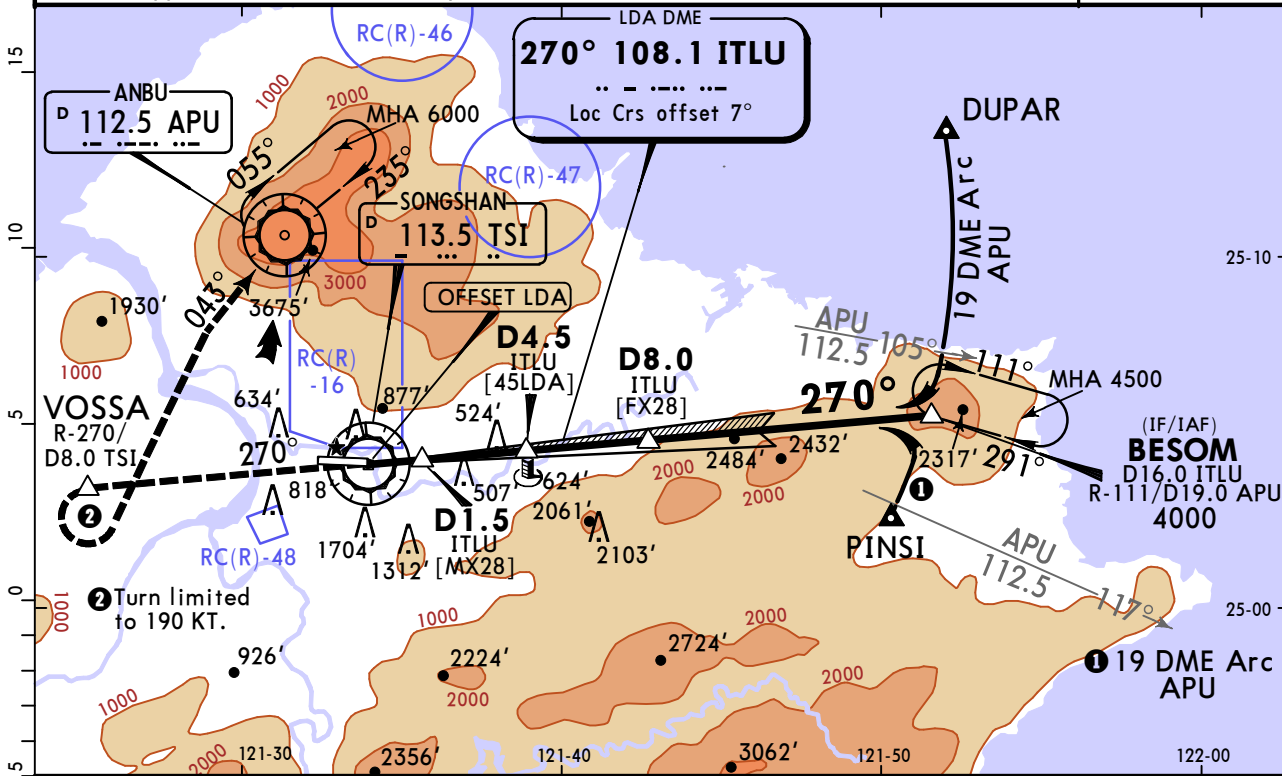 LDA DME
270° 108.1 ITLU
Loc Crs offset 7°
RC(R)-46
15
ANBU
D 112.5 APU
1000
2000
MHA 6000
055°
235°
RC(R)-47
DUPAR
19 DME Arc
APU
SONGSHAN
D 113.5 TSI
10
25-10
3000
OFFSET LDA
1930'
043°
3675'
1000
RC(R)
-16
D4.5
ITLU
[45LDA]
D8.0
ITLU
[FX28]
APU
112.5
105°
111°
MHA 4500
270°
877'
634'
524'
VOSSA
R-270/
D8.0 TSI
5
270°
2484'
2432'
2317'
291°
(IF/IAF)
BESOM
D16.0 ITLU
R-111/D19.0 APU
4000
2
818'
507'
624'
2000
2000
1
D1.5
ITLU
[MX28]
2061'
2103'
PINSI
RC(R)-48
1704'
1312'
APU
112.5
117°
2 Turn limited
to 190 KT.
0
1000
25-00
1000
2000
926'
2224'
2000
2724'
2000
1 19 DME Arc
APU
1000
2000
121-30
2356'
121-40
3062'
121-50
122-00
5